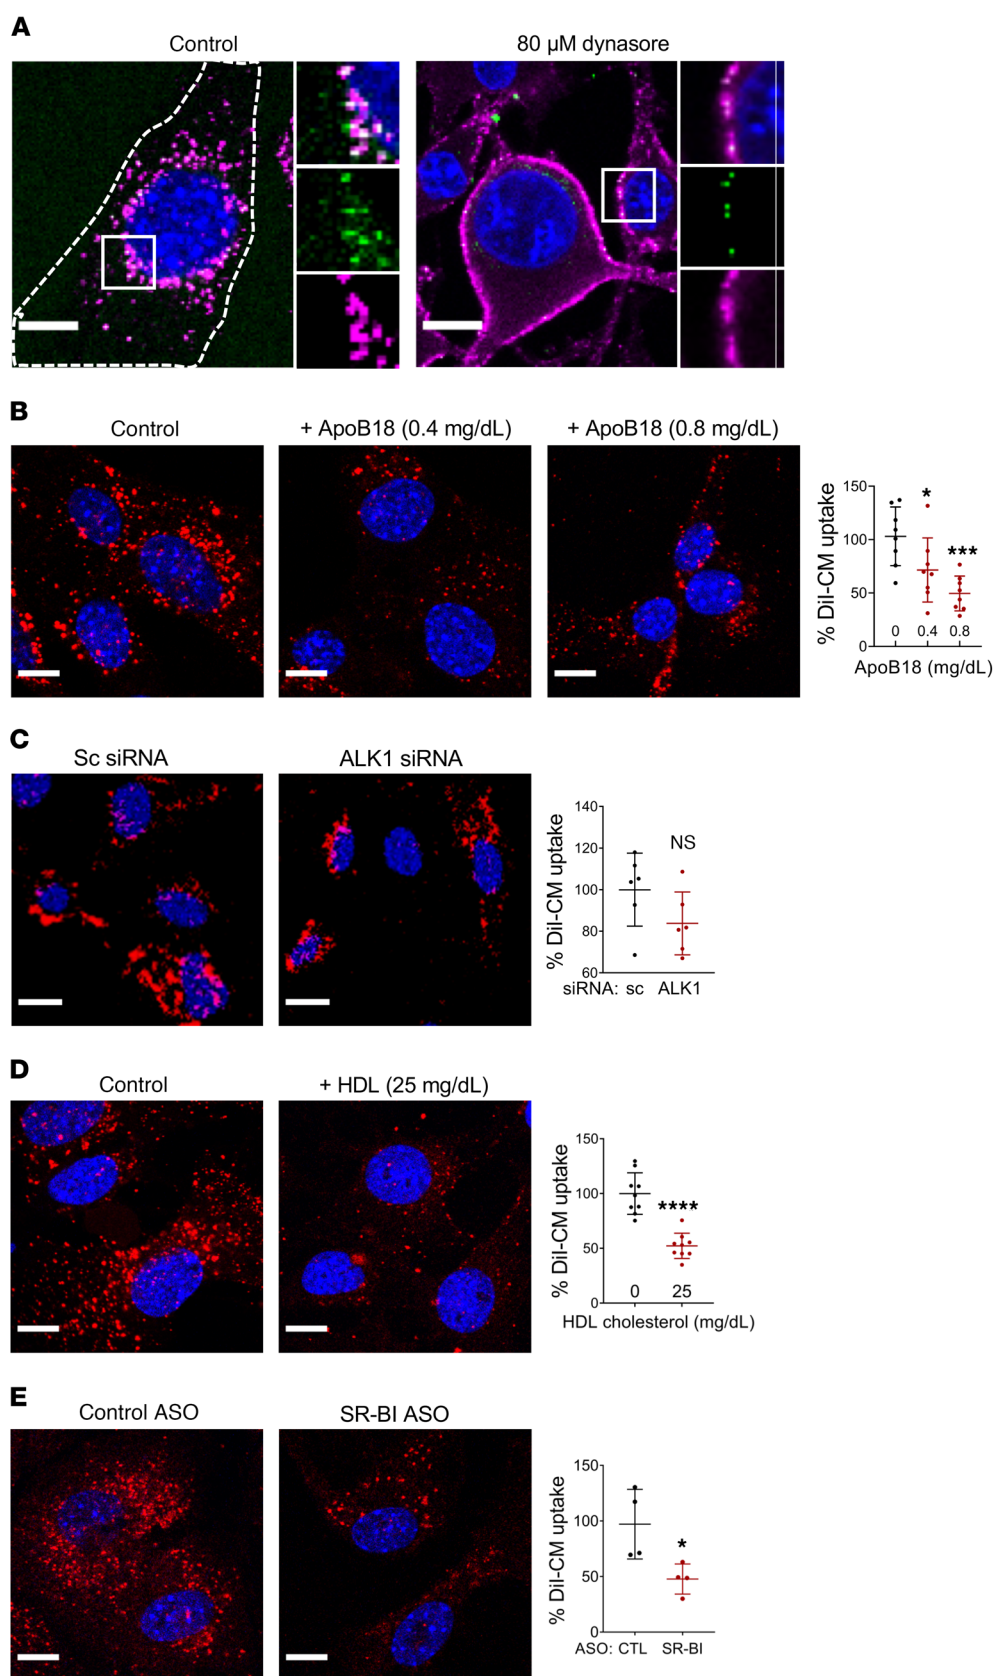 A
Control
80 µM dynasore
B
Control
+ ApoB18 (0.4 mg/dL)
+ ApoB18 (0.8 mg/dL)
% DiI-CM uptake
150
100
50
0
*
***
0
0.4
0.8
ApoB18 (mg/dL)
C
Sc siRNA
ALK1 siRNA
% DiI-CM uptake
140
120
100
80
60
NS
siRNA: sc ALK1
D
Control
+ HDL (25 mg/dL)
% DiI-CM uptake
150
100
50
0
****
0
25
HDL cholesterol (mg/dL)
E
Control ASO
SR-BI ASO
% DiI-CM uptake
150
100
50
0
*
ASO: CTL SR-BI